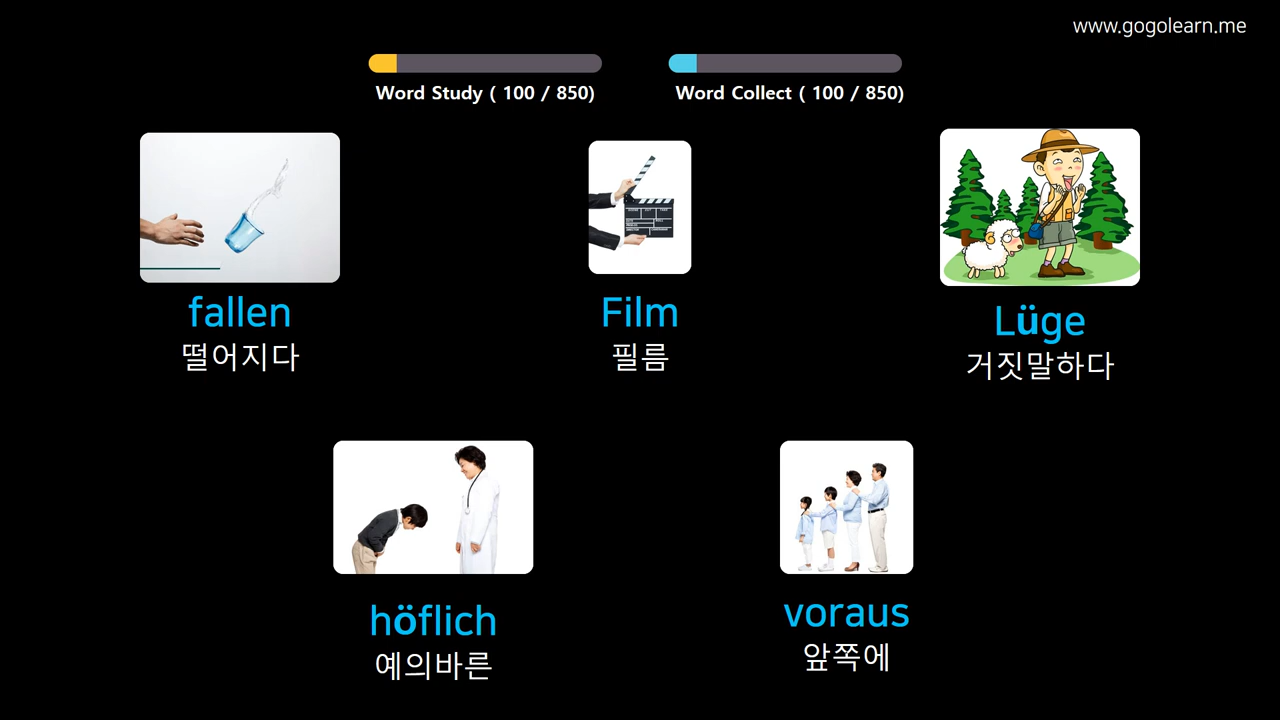 www.gogolearn.me
Word Study ( 100 / 850)
Word Collect ( 100 / 850)
fallen
떨어지다
Film
필름
Lüge
거짓말하다
höflich
예의바른
voraus
앞쪽에